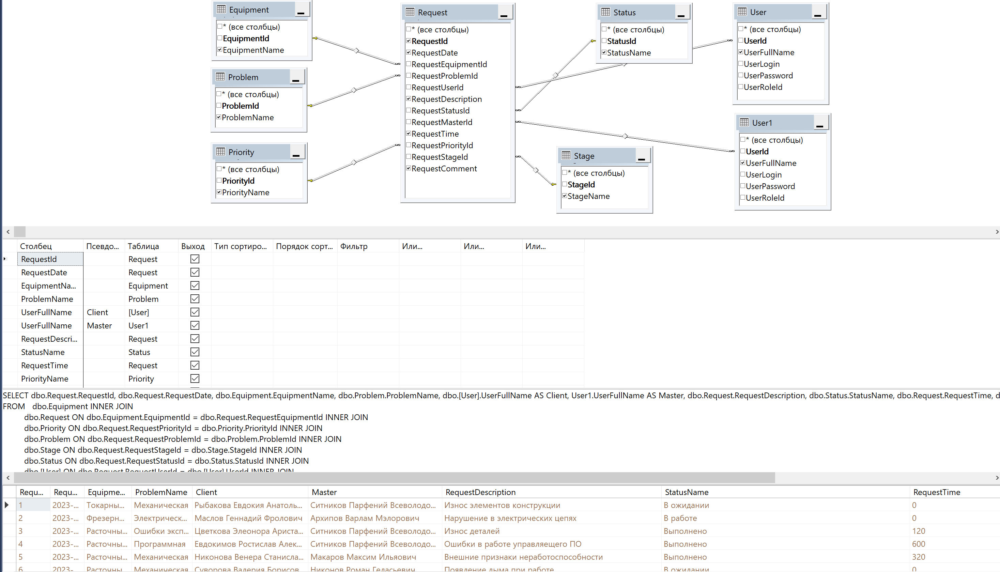 Equipment
* (все столбцы)
EquipmentId
EquipmentName
Problem
* (все столбцы)
ProblemId
ProblemName
Priority
* (все столбцы)
PriorityId
PriorityName
Request
* (все столбцы)
RequestId
RequestDate
RequestEquipmentId
RequestProblemId
RequestUserId
RequestDescription
RequestStatusId
RequestMasterId
RequestTime
RequestPriorityId
RequestStageId
RequestComment
Status
* (все столбцы)
StatusId
StatusName
Stage
* (все столбцы)
StageId
StageName
User
* (все столбцы)
UserId
UserFullName
UserLogin
UserPassword
UserRoleId
User1
* (все столбцы)
UserId
UserFullName
UserLogin
UserPassword
UserRoleId
Столбец Псевдо... Таблица Выход Тип сортиро... Порядок сорт... Фильтр Или... Или... Или...
RequestId Request
RequestDate Request
EquipmentNa... Equipment
ProblemName Problem
UserFullName Client [User]
UserFullName Master User1
RequestDescri... Request
StatusName Status
RequestTime Request
PriorityName Priority
SELECT dbo.Request.RequestId, dbo.Request.RequestDate, dbo.Equipment.EquipmentName, dbo.Problem.ProblemName, dbo.[User].UserFullName AS Client, User1.UserFullName AS Master, dbo.Request.RequestDescription, dbo.Status.StatusName, dbo.Request.RequestTime, d
FROM dbo.Equipment INNER JOIN
dbo.Request ON dbo.Equipment.EquipmentId = dbo.Request.RequestEquipmentId INNER JOIN
dbo.Priority ON dbo.Request.RequestPriorityId = dbo.Priority.PriorityId INNER JOIN
dbo.Problem ON dbo.Request.RequestProblemId = dbo.Problem.ProblemId INNER JOIN
dbo.Stage ON dbo.Request.RequestStageId = dbo.Stage.StageId INNER JOIN
dbo.Status ON dbo.Request.RequestStatusId = dbo.Status.StatusId INNER JOIN
dbo.[User] ON dbo.Request.RequestUserId = dbo.[User].UserId INNER JOIN
Requ... Requ... Equipme... ProblemName Client Master RequestDescription StatusName RequestTime
1 2023-... Токарны... Механическая Рыбакова Евдокия Анатоль... Ситников Парфений Всеволодо... Износ элементов конструкции В ожидании 0
2 2023-... Фрезерн... Электрическ... Маслов Геннадий Фролович Архипов Варлам Мэлорович Нарушение в электрических цепях В работе 0
3 2023-... Расточны... Ошибки эксп... Цветкова Элеонора Ариста... Ситников Парфений Всеволодо... Износ деталей Выполнено 120
4 2023-... Расточны... Программная Евдокимов Ростислав Алек... Ситников Парфений Всеволодо... Ошибки в работе управляещего ПО Выполнено 600
5 2023-... Расточны... Механическая Никонова Венера Станисла... Макаров Максим Ильяович Внешние признаки неработоспособности Выполнено 320
6 2023-... Расточны... Механическая Суворова Валерия Борисов... Никонов Роман Геласьевич Появление дыма при работе В ожидании 0